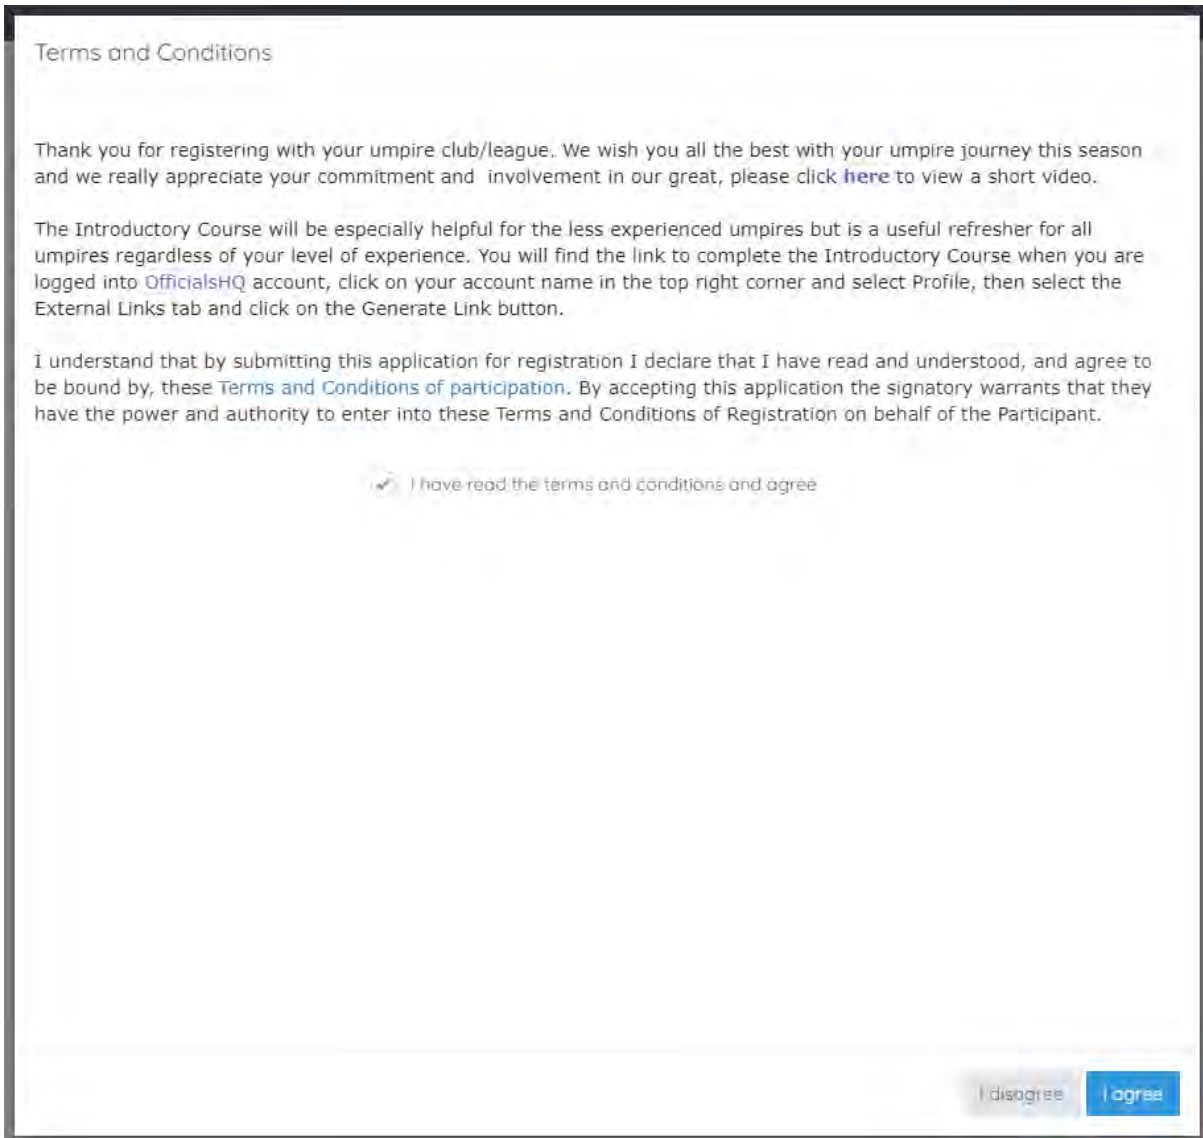 Terms and Conditions
Thank you for registering with your umpire club/league. We wish you all the best with your umpire journey this season
and we really appreciate your commitment and  involvement in our great, please click here to view a short video.
The Introductory Course will be especially helpful for the less experienced umpires but is a useful refresher for all
umpires regardless of your level of experience. You will find the link to complete the Introductory Course when you are
logged into OfficialsHQ account, click on your account name in the top right corner and select Profile, then select the
External Links tab and click on the Generate Link button.
I understand that by submitting this application for registration I declare that I have read and understood, and agree to
be bound by, these Terms and Conditions of participation. By accepting this application the signatory warrants that they
have the power and authority to enter into these Terms and Conditions of Registration on behalf of the Participant.
I have read the terms and conditions and agree
I disagree I agree